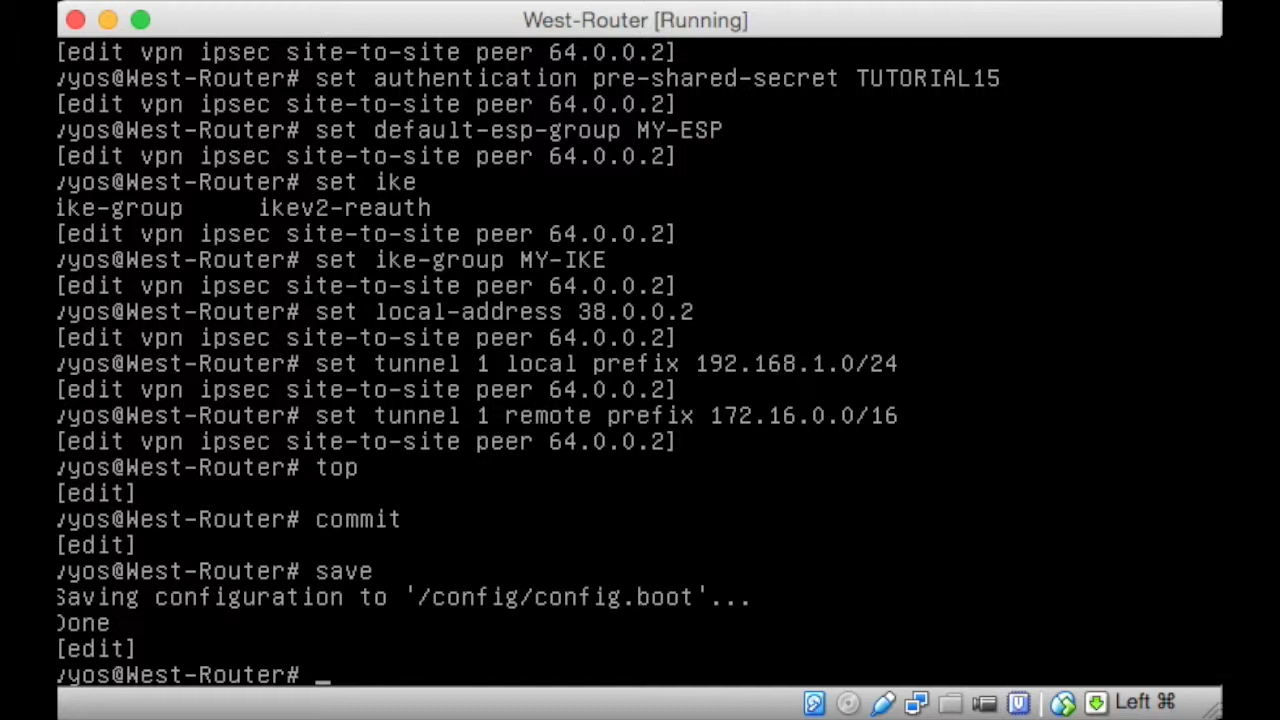 West-Router [Running]
[edit vpn ipsec site-to-site peer 64.0.0.2]
vyos@West-Router# set authentication pre-shared-secret TUTORIAL15
[edit vpn ipsec site-to-site peer 64.0.0.2]
vyos@West-Router# set default-esp-group MY-ESP
[edit vpn ipsec site-to-site peer 64.0.0.2]
vyos@West-Router# set ike
ike-group     ikev2-reauth
[edit vpn ipsec site-to-site peer 64.0.0.2]
vyos@West-Router# set ike-group MY-IKE
[edit vpn ipsec site-to-site peer 64.0.0.2]
vyos@West-Router# set local-address 38.0.0.2
[edit vpn ipsec site-to-site peer 64.0.0.2]
vyos@West-Router# set tunnel 1 local prefix 192.168.1.0/24
[edit vpn ipsec site-to-site peer 64.0.0.2]
vyos@West-Router# set tunnel 1 remote prefix 172.16.0.0/16
[edit vpn ipsec site-to-site peer 64.0.0.2]
vyos@West-Router# top
[edit]
vyos@West-Router# commit
[edit]
vyos@West-Router# save
Saving configuration to '/config/config.boot'...
Done
[edit]
vyos@West-Router# _
Left ⌘